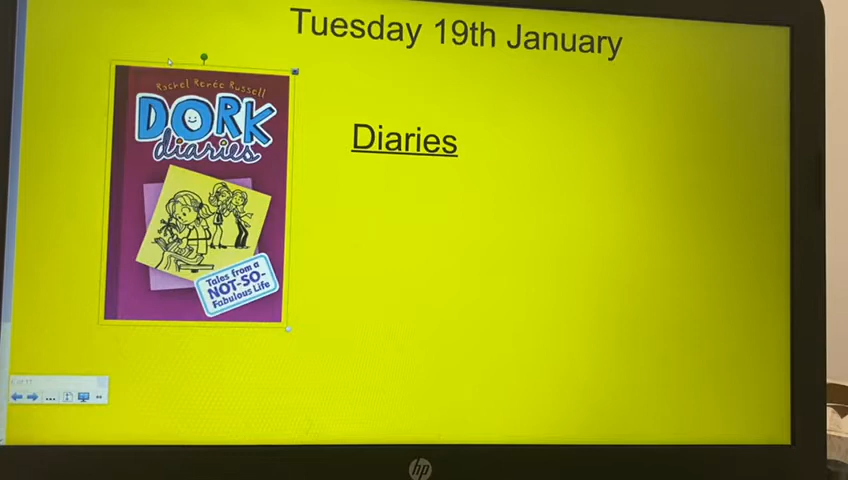 Tuesday 19th January
Rachel Renée Russell
DORK
diaries
Diaries
Tales from a
NOT-SO-
Fabulous Life
hp